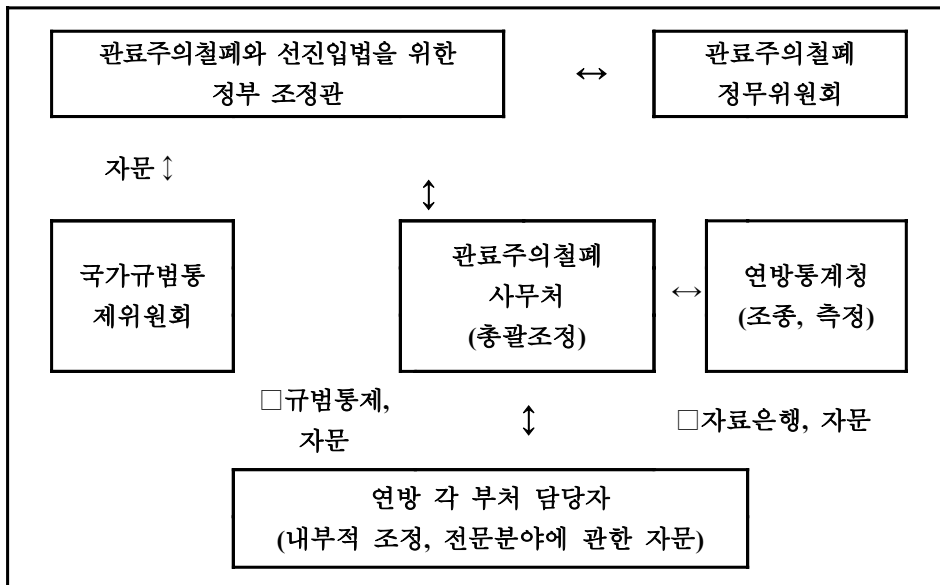 관료주의철폐와 선진입법을 위한
정부 조정관
↔
관료주의철폐
정무위원회
자문↕
↕
국가규범통
제위원회
관료주의철폐
사무처
(총괄조정)
↔
연방통계청
(조종, 측정)
□규범통제,
자문
↕
□자료은행, 자문
연방 각 부처 담당자
(내부적 조정, 전문분야에 관한 자문)